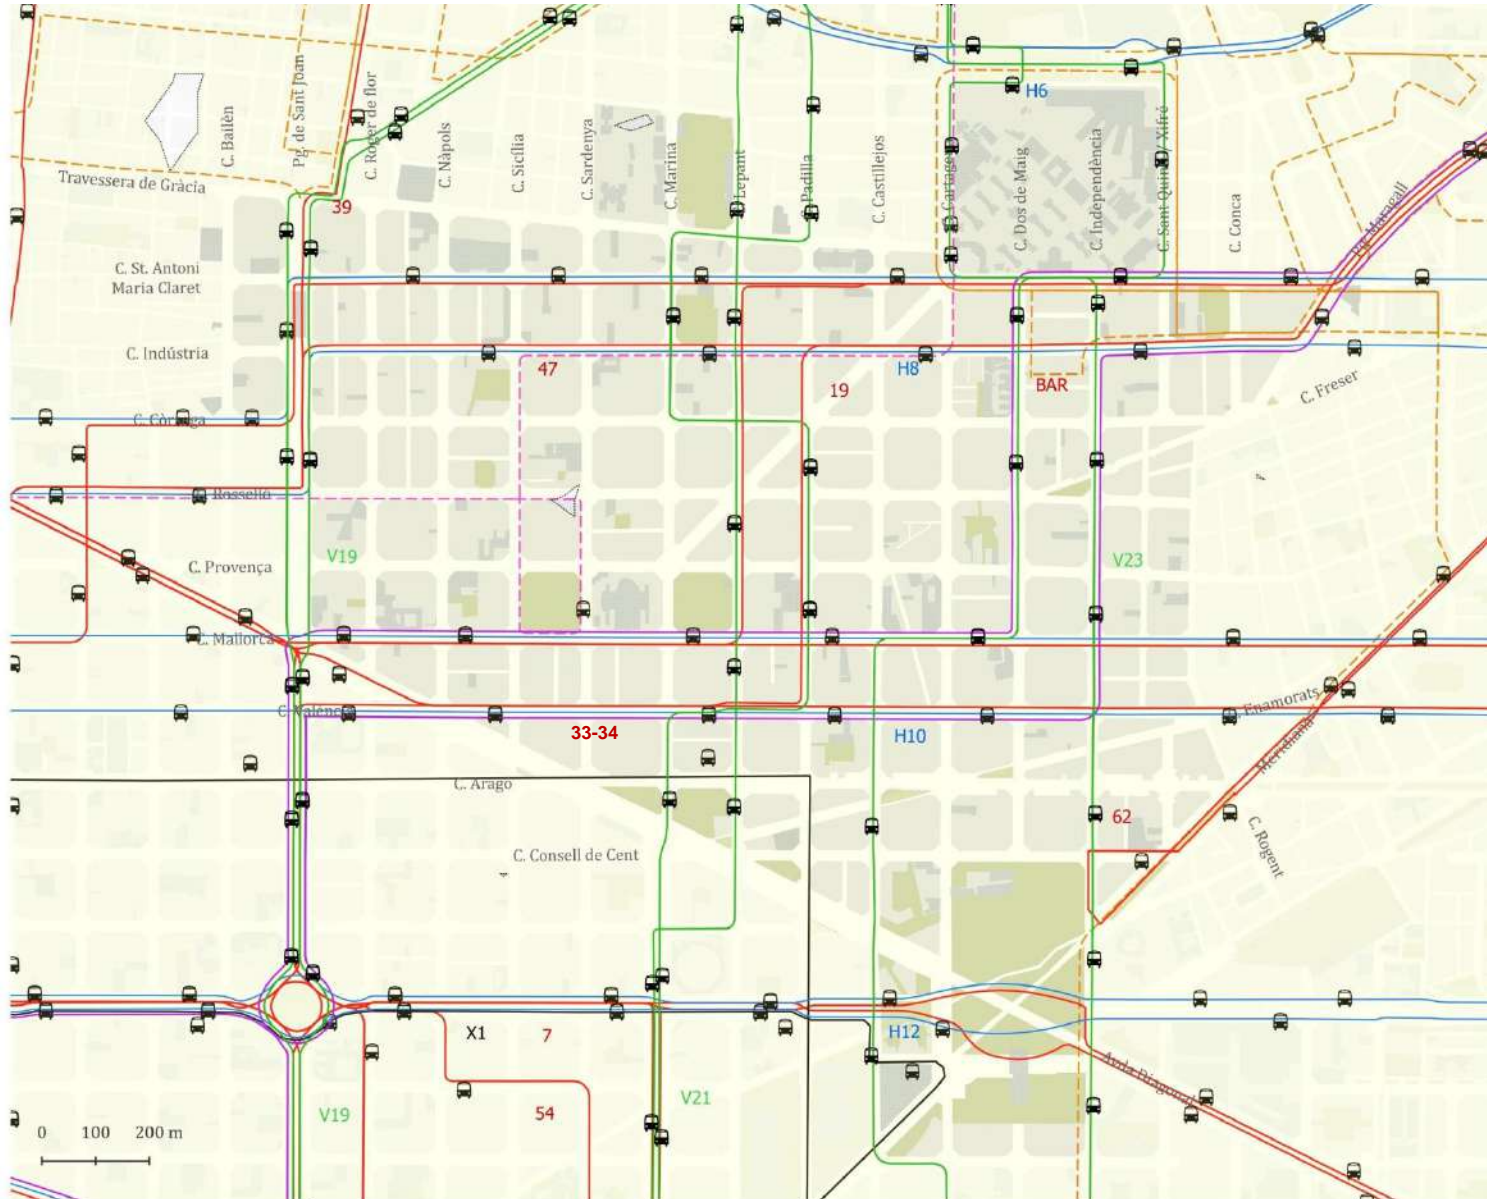 H6
C. Bailèn
Pg. de Sant Joan
C. Roger de flor
C. Nàpols
C. Sicília
C. Sardenya
C. Marina
Lepant
Padilla
C. Castillejos
C. Cartagena
C. Dos de Maig
C. Independència
C. Sant Quintí / Xifré
C. Conca
Travessera de Gràcia
39
Pg. Maragall
C. St. Antoni
Maria Claret
C. Indústria
47
H8
19
BAR
C. Freser
C. Còrsega
Rosselló
V19
V23
C. Provença
C. Mallorca
C. València
C. Enamorats
33-34
H10
Meridiana
C. Arago
62
C. Consell de Cent
C. Rogent
X1
7
H12
Avda Diagonal
V19
54
V21
0 100 200 m